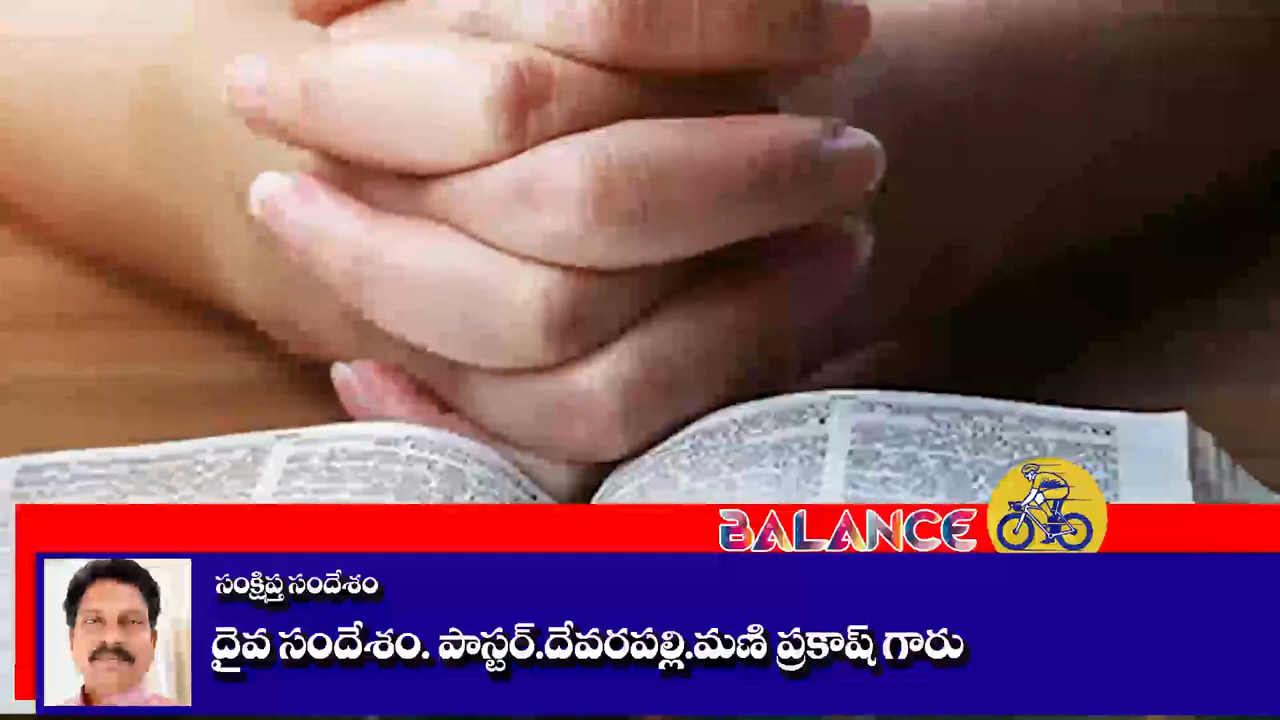 BALANCE
సంక్షిప్త సందేశం
దైవ సందేశం. పాస్టర్.దేవరపల్లి.మణి ప్రకాష్ గారు